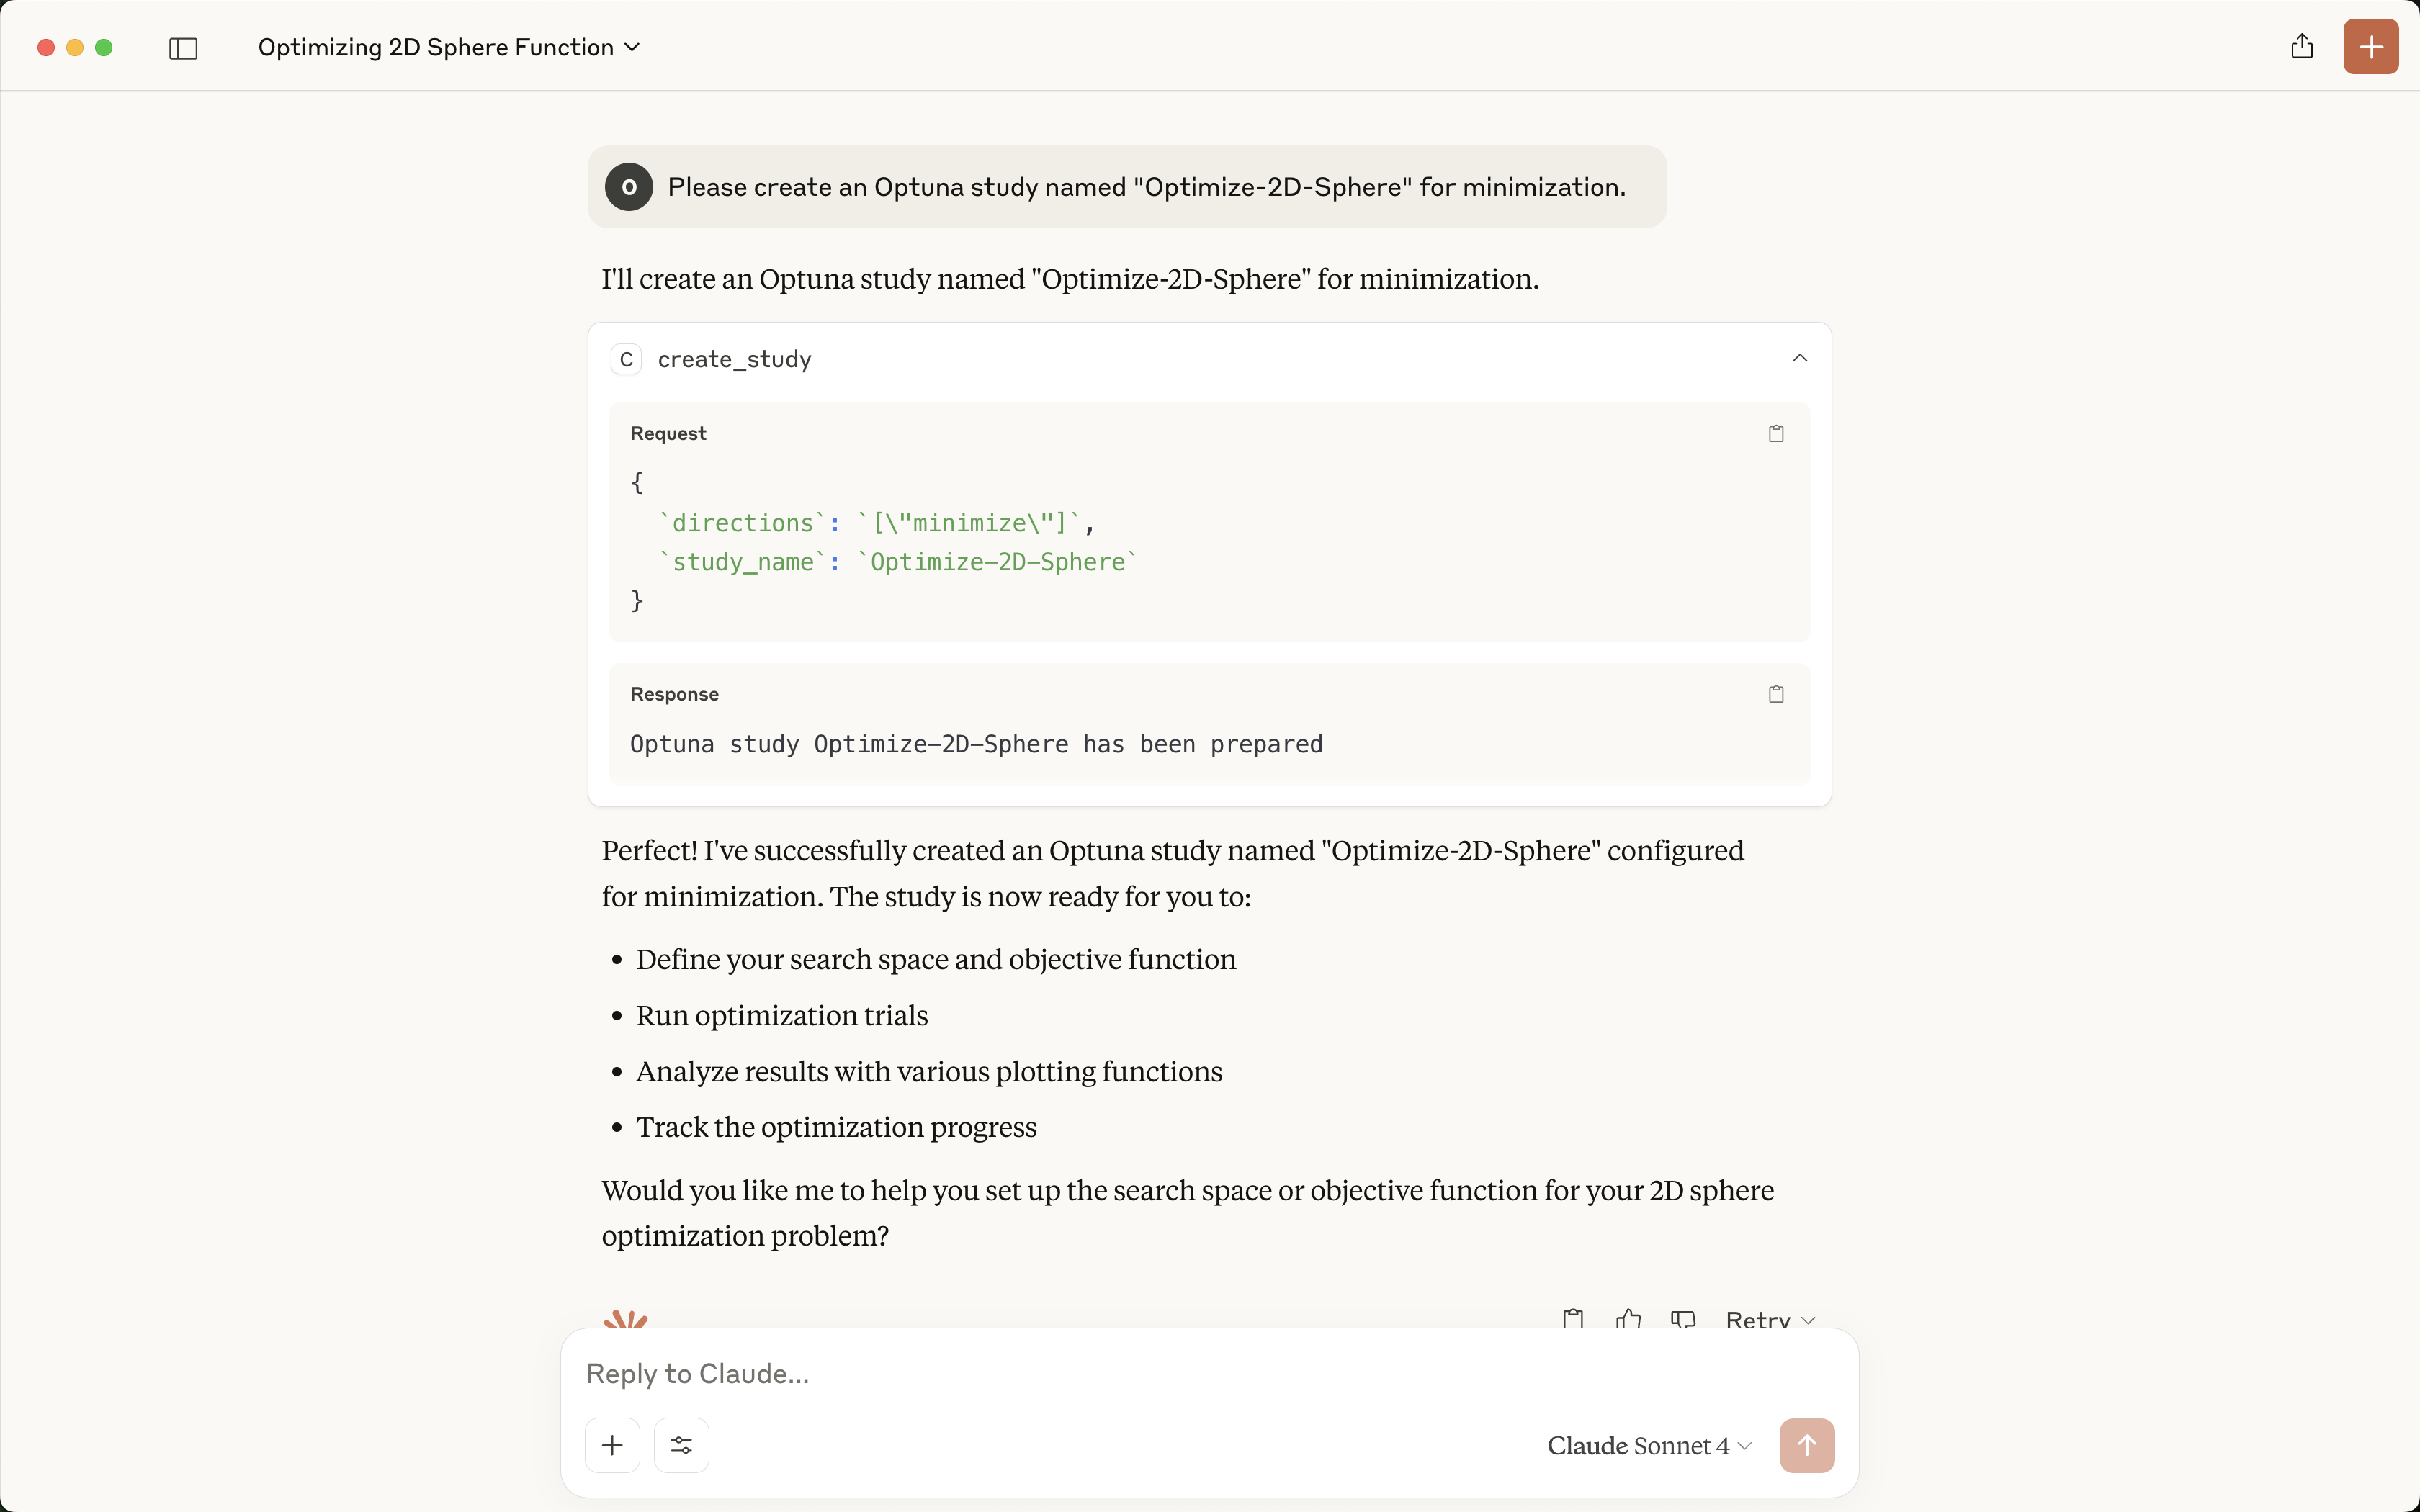 Optimizing 2D Sphere Function
O
Please create an Optuna study named "Optimize-2D-Sphere" for minimization.
I'll create an Optuna study named "Optimize-2D-Sphere" for minimization.
C create_study
Request
{
  `directions`: `[\"minimize\"]`,
  `study_name`: `Optimize-2D-Sphere`
}
Response
Optuna study Optimize-2D-Sphere has been prepared
Perfect! I've successfully created an Optuna study named "Optimize-2D-Sphere" configured
for minimization. The study is now ready for you to:
• Define your search space and objective function
• Run optimization trials
• Analyze results with various plotting functions
• Track the optimization progress
Would you like me to help you set up the search space or objective function for your 2D sphere
optimization problem?
Retry
Reply to Claude...
Claude Sonnet 4